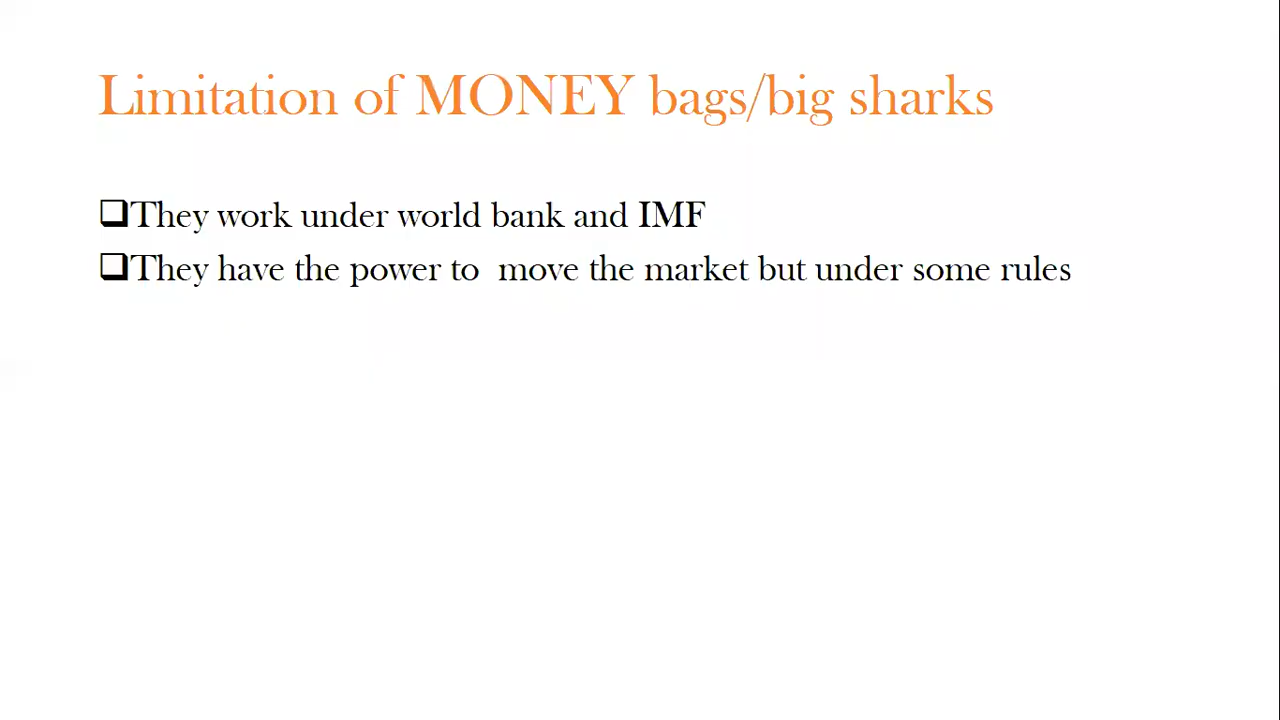 Limitation of MONEY bags/big sharks
❑They work under world bank and IMF
❑They have the power to  move the market but under some rules